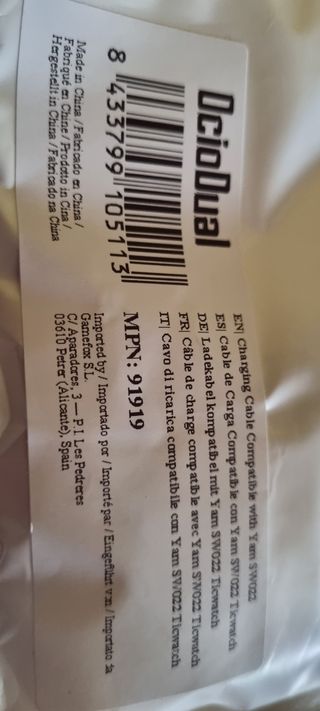 OcioDual
8 433799 105113
Made in China / Fabricado en China /
Fabriqué en Chine / Prodotto in Cina /
Hergestellt in China / Fabricado na China
EN| Charging Cable Compatible with Yam SW022
ES| Cable de Carga Compatible con Yam SW022 Ticwatch
DE| Ladekabel kompatibel mit Yam SW022 Ticwatch
FR| Câble de charge compatible avec Yam SW022 Ticwatch
IT| Cavo di ricarica compatibile con Yam SW022 Ticwatch
MPN: 91919
Imported by / Importado por / Importé par / Eingeführt von / Importato da
Gamefox S.L.
C/ Aparadores, 3 — P.I. Les Pedreres
03610 Petrer (Alicante), Spain